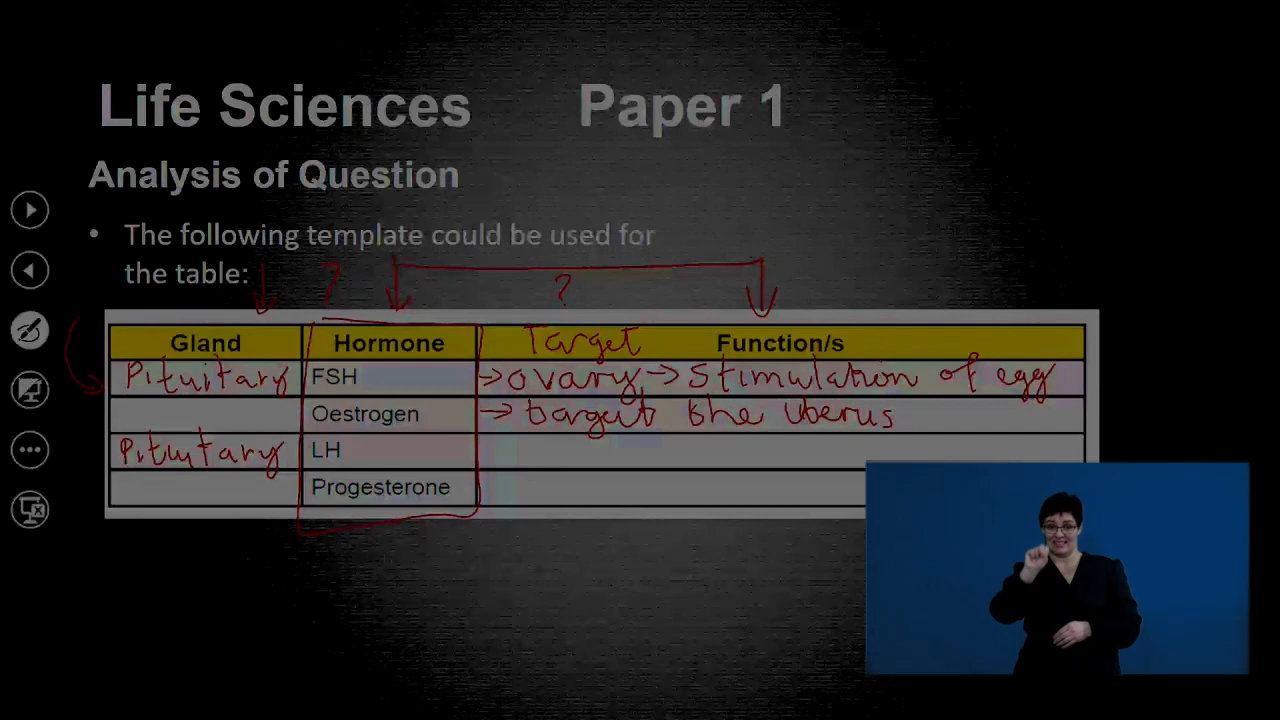 Life Sciences Paper 1
Analysis of Question
• The following template could be used for
the table:
? ?
Gland Hormone Target Function/s
Pituitary FSH → ovary → Stimulation of egg
Oestrogen → target the uterus
Pituitary LH
Progesterone